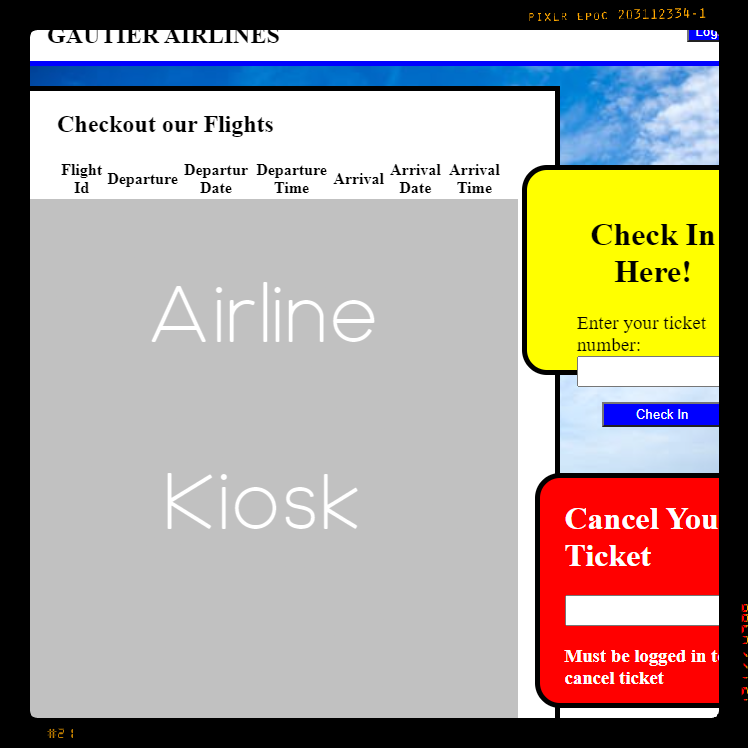 PIXLR EPOC 203112334-1
GAUTIER AIRLINES
Log
Checkout our Flights
Flight Id
Departure
Departur Date
Departure Time
Arrival
Arrival Date
Arrival Time
Airline
Kiosk
Check In
Here!
Enter your ticket
number:
Check In
Cancel You
Ticket
Must be logged in to
cancel ticket
#21